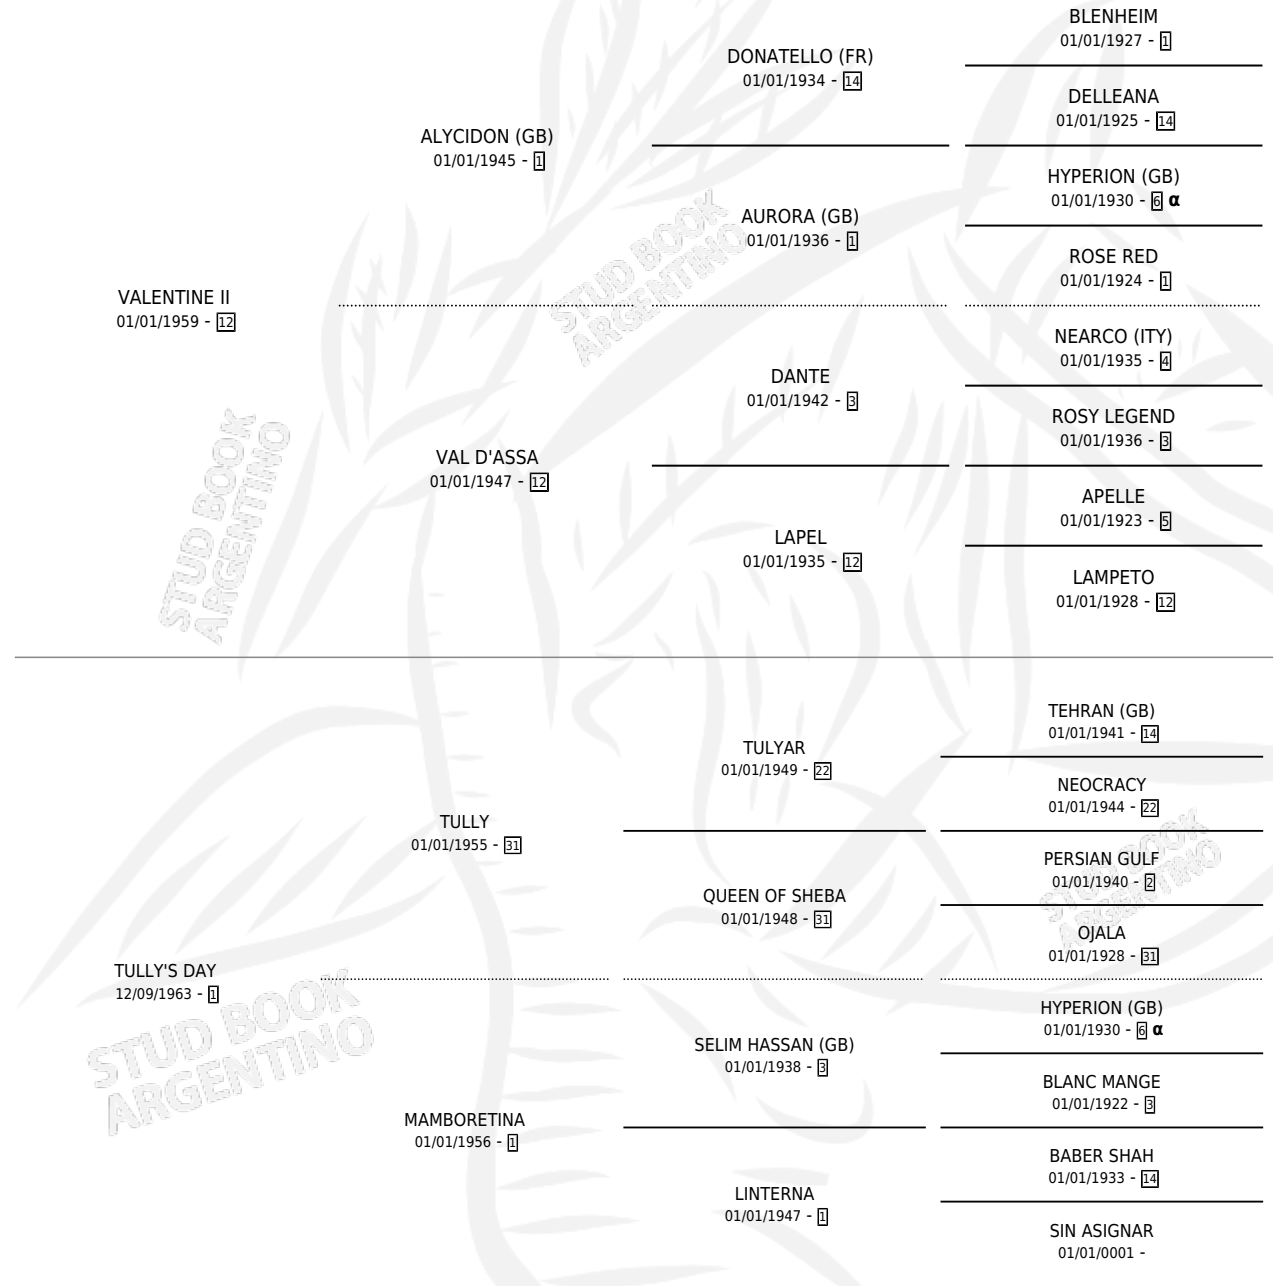 BLENHEIM
01/01/1927 - 1
DONATELLO (FR)
01/01/1934 - 14
DELLEANA
01/01/1925 - 14
ALYCIDON (GB)
01/01/1945 - 1
HYPERION (GB)
01/01/1930 - 6 α
AURORA (GB)
01/01/1936 - 1
ROSE RED
01/01/1924 - 1
VALENTINE II
01/01/1959 - 12
STUD BOOK
ARGENTINO
NEARCO (ITY)
01/01/1935 - 4
DANTE
01/01/1942 - 3
ROSY LEGEND
01/01/1936 - 3
VAL D'ASSA
01/01/1947 - 12
APELLE
01/01/1923 - 5
LAPEL
01/01/1935 - 12
LAMPETO
01/01/1928 - 12
STUD BOOK
ARGENTINO
TEHRAN (GB)
01/01/1941 - 14
TULYAR
01/01/1949 - 22
NEOCRACY
01/01/1944 - 22
TULLY
01/01/1955 - 31
PERSIAN GULF
01/01/1940 - 2
QUEEN OF SHEBA
01/01/1948 - 31
OJALA
01/01/1928 - 31
STUD BOOK
ARGENTINO
TULLY'S DAY
12/09/1963 - 1
STUD BOOK
ARGENTINO
HYPERION (GB)
01/01/1930 - 6 α
SELIM HASSAN (GB)
01/01/1938 - 3
BLANC MANGE
01/01/1922 - 3
MAMBORETINA
01/01/1956 - 1
BABER SHAH
01/01/1933 - 14
LINTERNA
01/01/1947 - 1
SIN ASIGNAR
01/01/0001 -